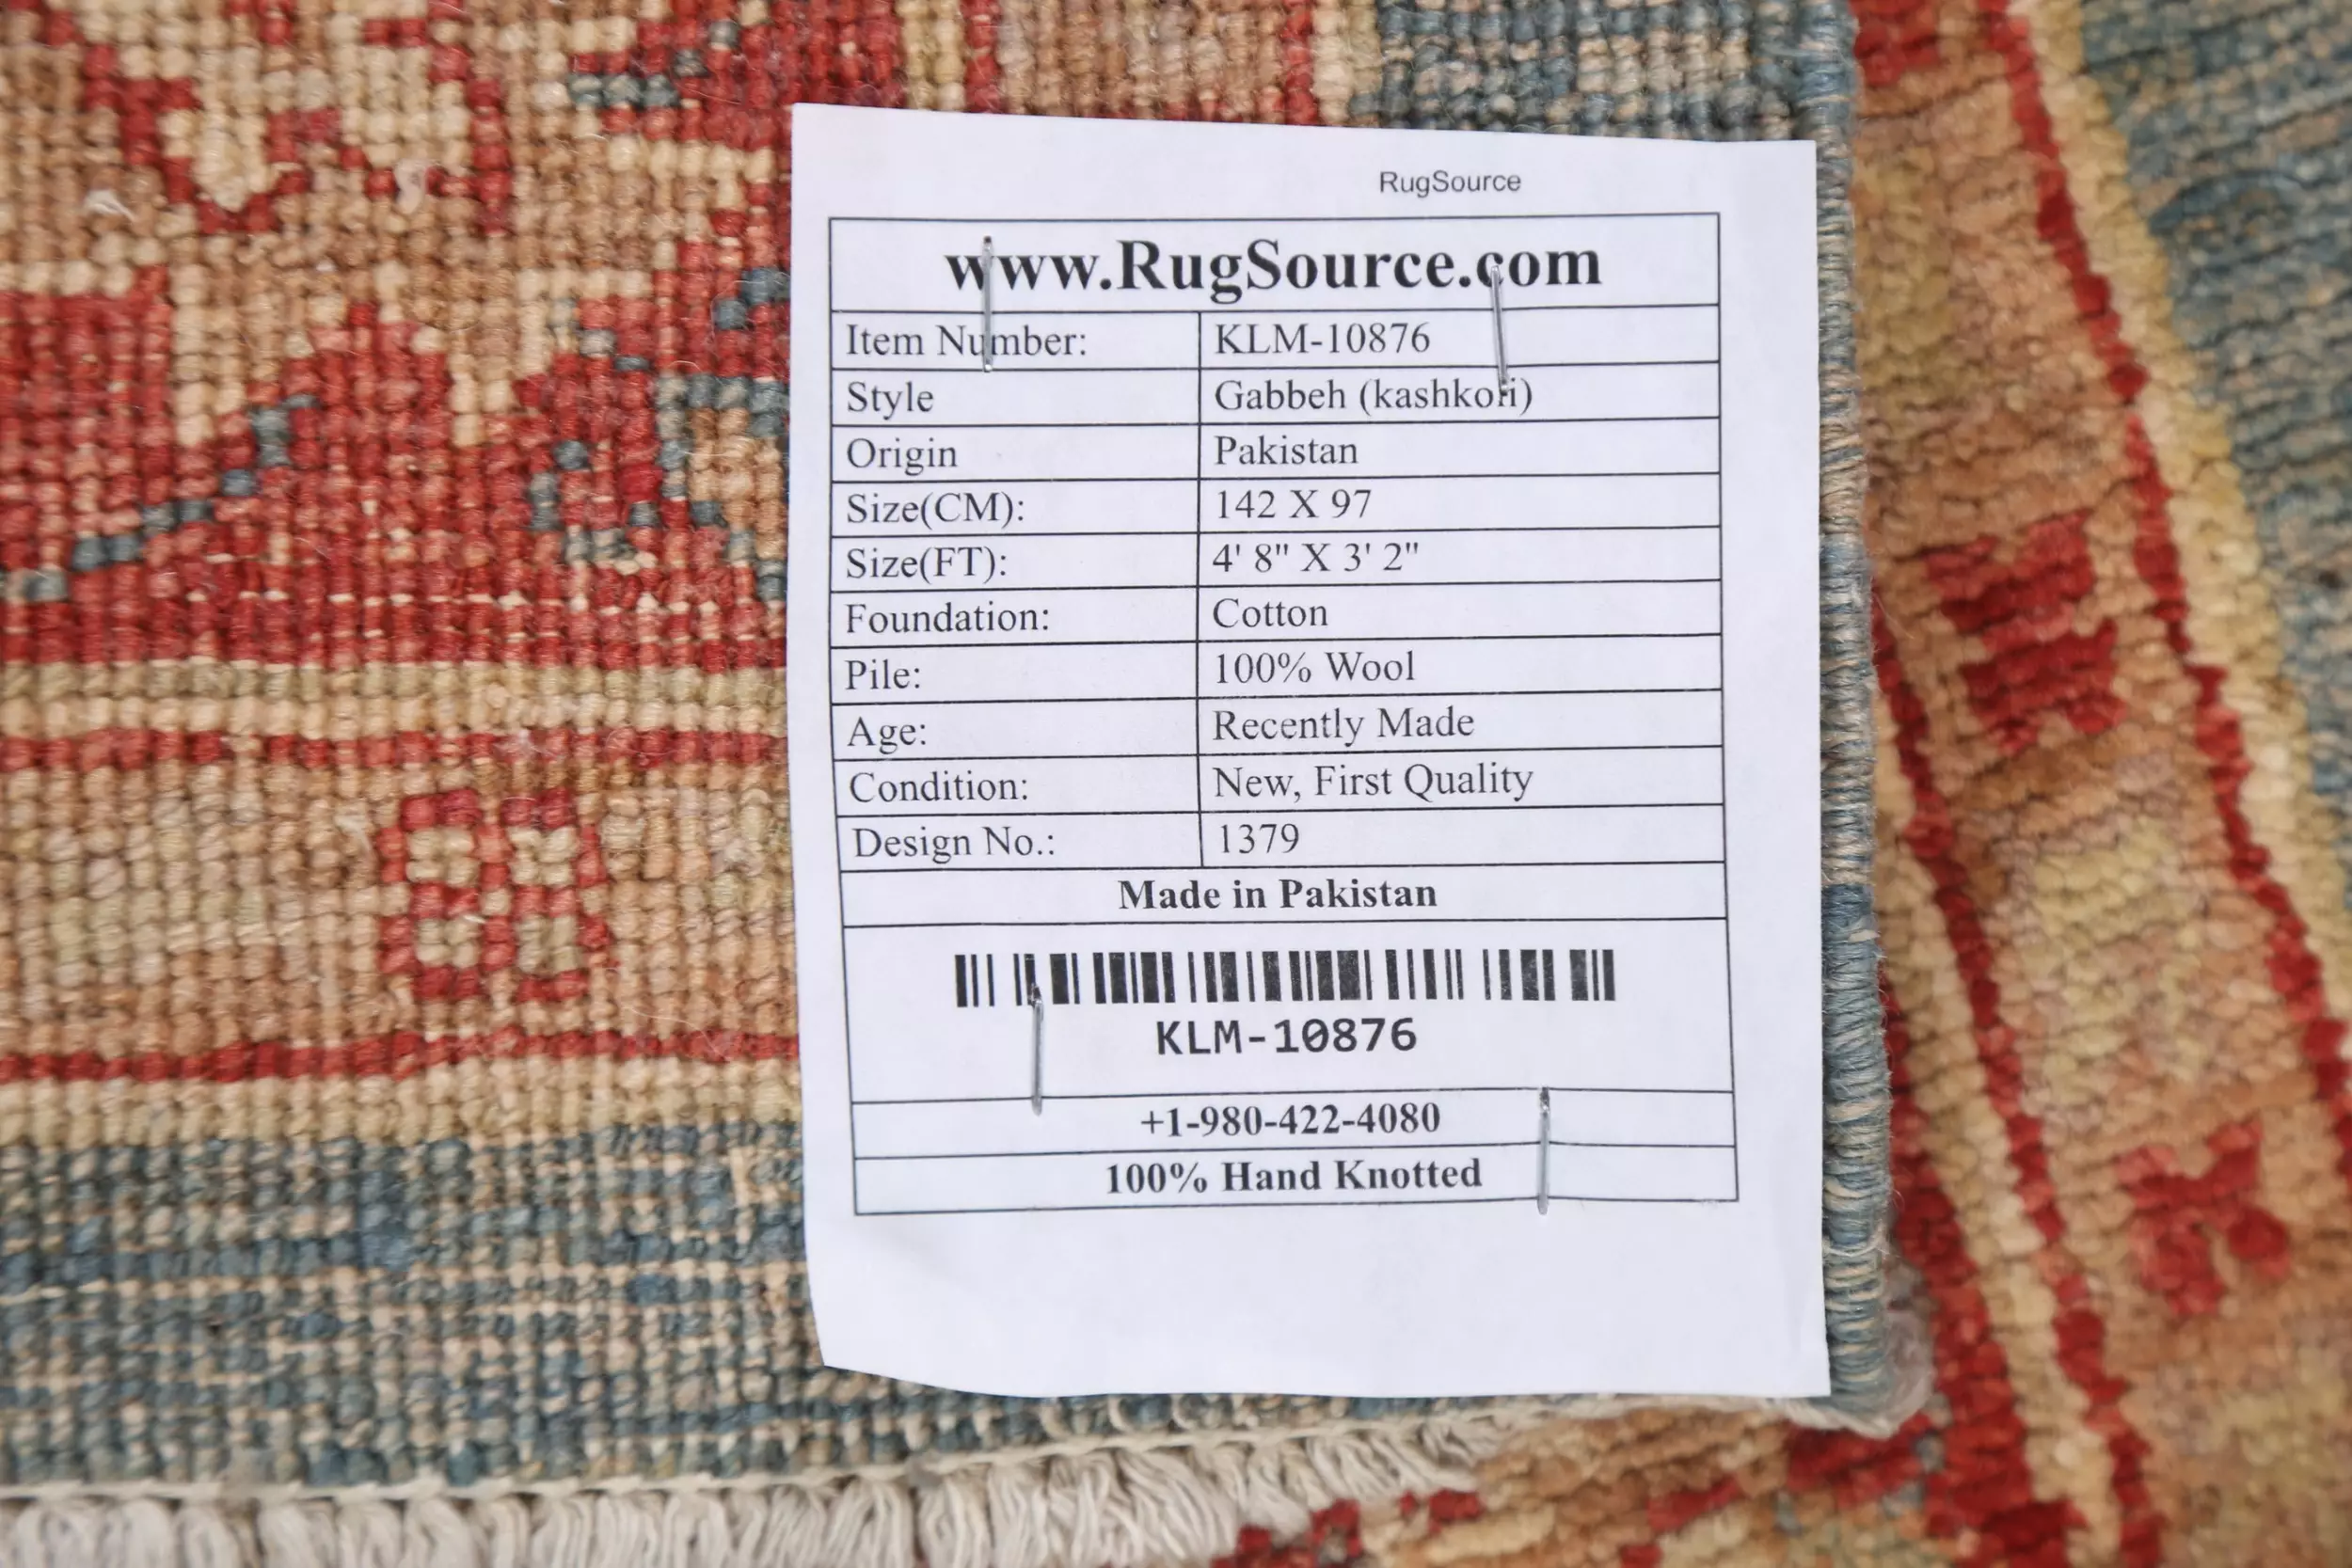 RugSource
www.RugSource.com
Item Number: KLM-10876
Style Gabbeh (kashkoli)
Origin Pakistan
Size(CM): 142 X 97
Size(FT): 4' 8" X 3' 2"
Foundation: Cotton
Pile: 100% Wool
Age: Recently Made
Condition: New, First Quality
Design No.: 1379
Made in Pakistan
KLM-10876
+1-980-422-4080
100% Hand Knotted